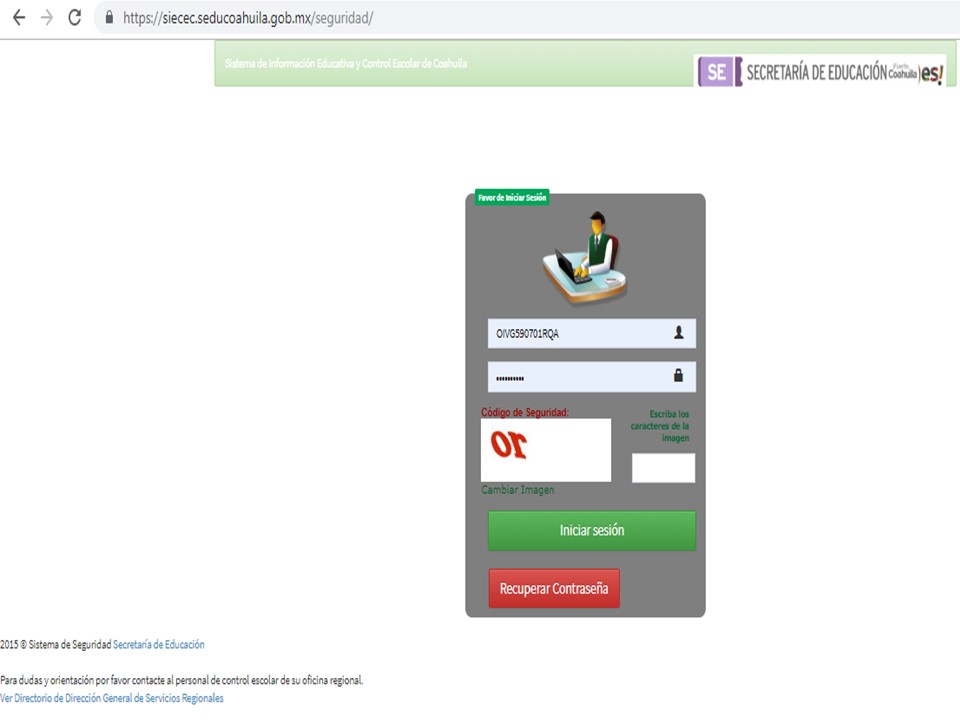 https://siecec.seducoahuila.gob.mx/seguridad/
Sistema de Información Educativa y Control Escolar de Coahuila
SE SECRETARÍA DE EDUCACIÓN Fuerte Coahuila es!
Favor de Iniciar Sesión
OIVG590701RQA
••••••••••
Código de Seguridad:
Escriba los
caracteres de la
imagen
Cambiar Imagen
Iniciar sesión
Recuperar Contraseña
2015 © Sistema de Seguridad Secretaría de Educación
Para dudas y orientación por favor contacte al personal de control escolar de su oficina regional.
Ver Directorio de Dirección General de Servicios Regionales